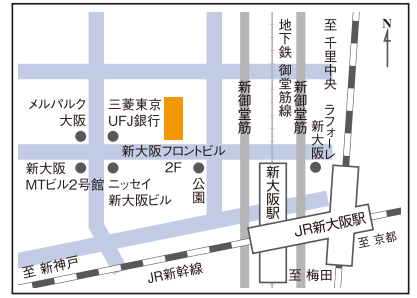 N
至 千里中央
地下鉄 御堂筋線
新御堂筋
新御堂筋
メルパルク
大阪
三菱東京
UFJ銀行
ラフォーレ
新大阪
新大阪フロントビル
2F
新大阪
MTビル2号館
ニッセイ
新大阪ビル
公園
新大阪駅
JR新大阪駅
至 京都
至 新神戸
JR新幹線
至 梅田